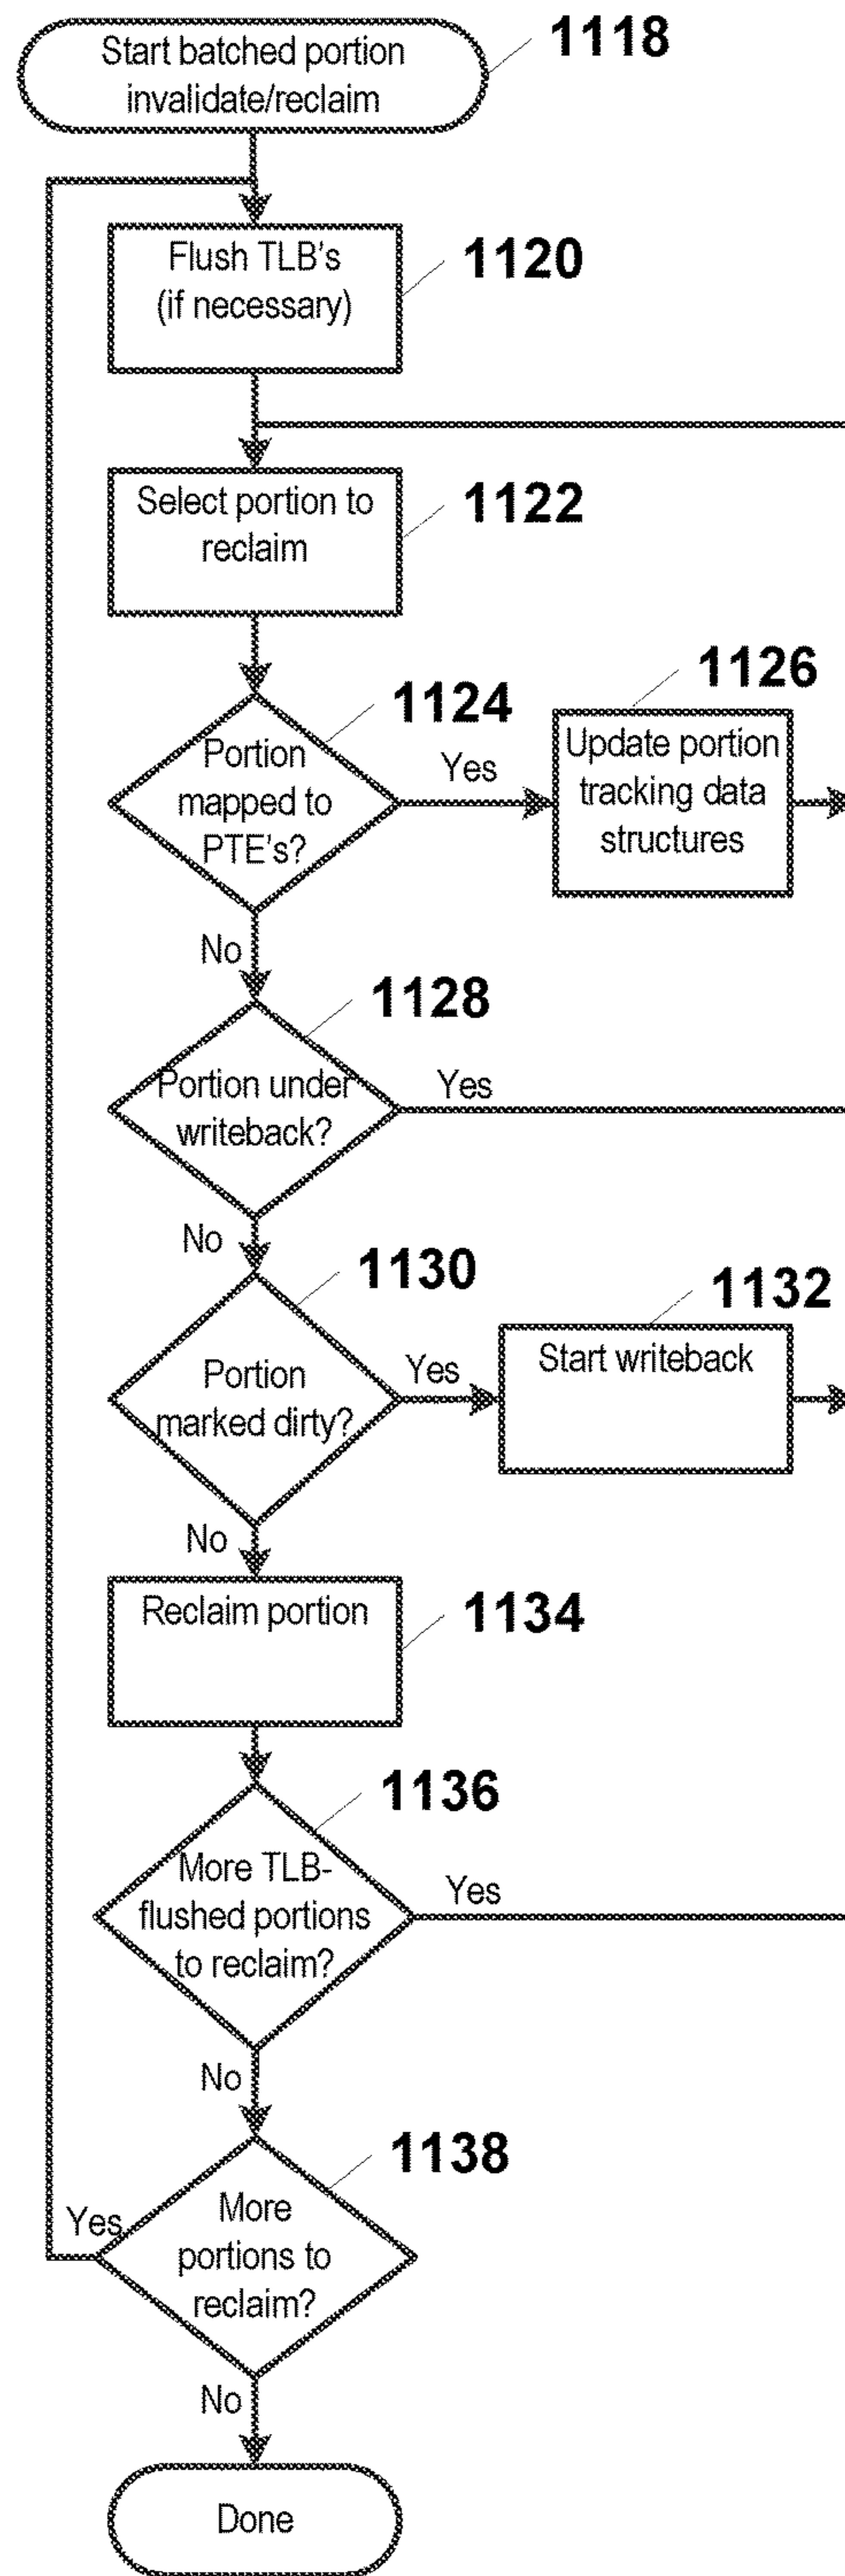 Start batched portion
invalidate/reclaim
1118
Flush TLB's
(if necessary)
1120
Select portion to
reclaim
1122
1124
Portion
mapped to
PTE's?
Yes
1126
Update portion
tracking data
structures
No
1128
Portion under
writeback?
Yes
No
1130
Portion
marked dirty?
Yes
1132
Start writeback
No
Reclaim portion
1134
1136
More TLB-
flushed portions
to reclaim?
Yes
No
1138
More
portions to
reclaim?
Yes
No
Done